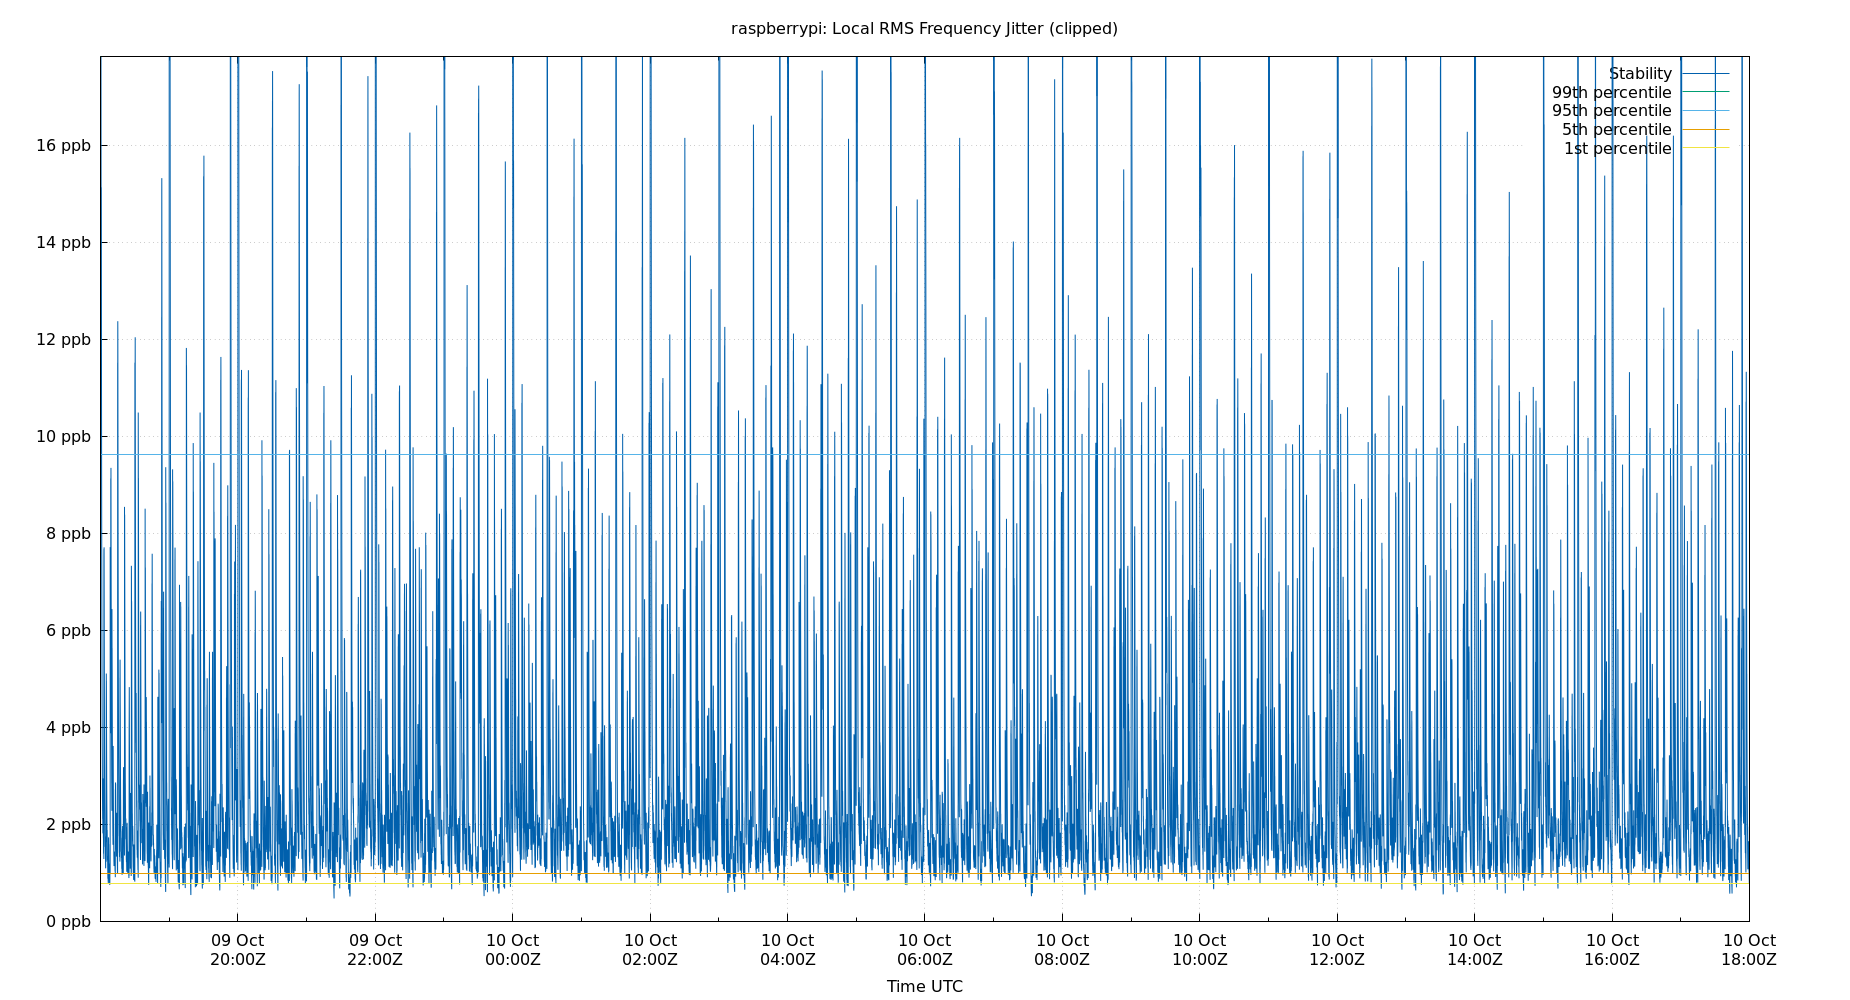 raspberrypi: Local RMS Frequency Jitter (clipped)
Stability
99th percentile
95th percentile
5th percentile
1st percentile
16 ppb
14 ppb
12 ppb
10 ppb
8 ppb
6 ppb
4 ppb
2 ppb
0 ppb
09 Oct 09 Oct 10 Oct 10 Oct 10 Oct 10 Oct 10 Oct 10 Oct 10 Oct 10 Oct 10 Oct 10 Oct
20:00Z 22:00Z 00:00Z 02:00Z 04:00Z 06:00Z 08:00Z 10:00Z 12:00Z 14:00Z 16:00Z 18:00Z
Time UTC